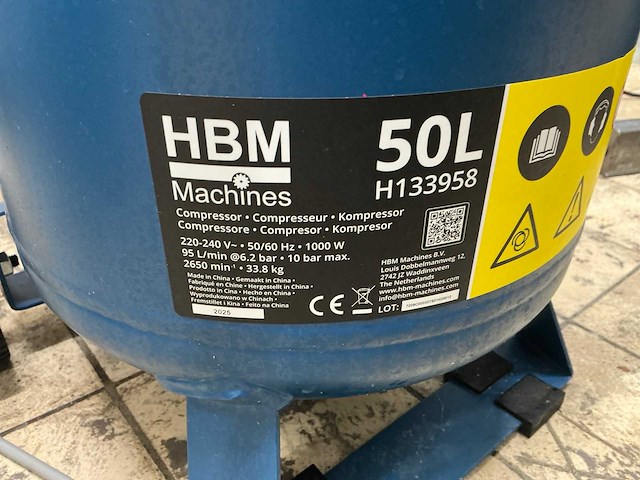 HBM
Machines
50L
H133958
Compressor • Compresseur • Kompressor
Compressore • Compresor • Kompresor
220-240 V~ • 50/60 Hz • 1000 W
95 L/min @6.2 bar • 10 bar max.
2650 min⁻¹ • 33.8 kg
Made in China • Gemaakt in China •
Fabriqué en Chine • Hergestellt in China •
Prodotto in Cina • Hecho en China •
Wyprodukowano w Chinach •
Fremstillet i Kina • Feito na China
2025
HBM Machines B.V.
Louis Dobbelmannweg 12,
2742 JZ Waddinxveen
The Netherlands
www.hbm-machines.com
info@hbm-machines.com
CE
LOT: